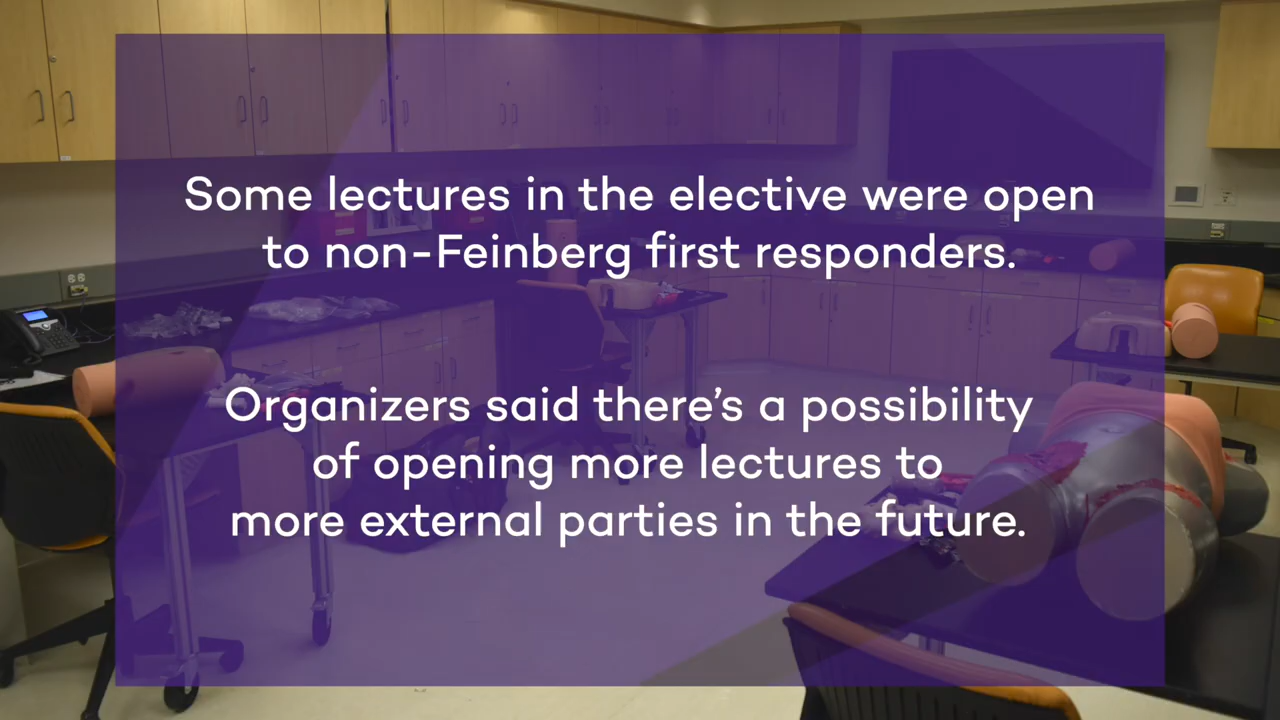 Some lectures in the elective were open
to non-Feinberg first responders.
Organizers said there’s a possibility
of opening more lectures to
more external parties in the future.